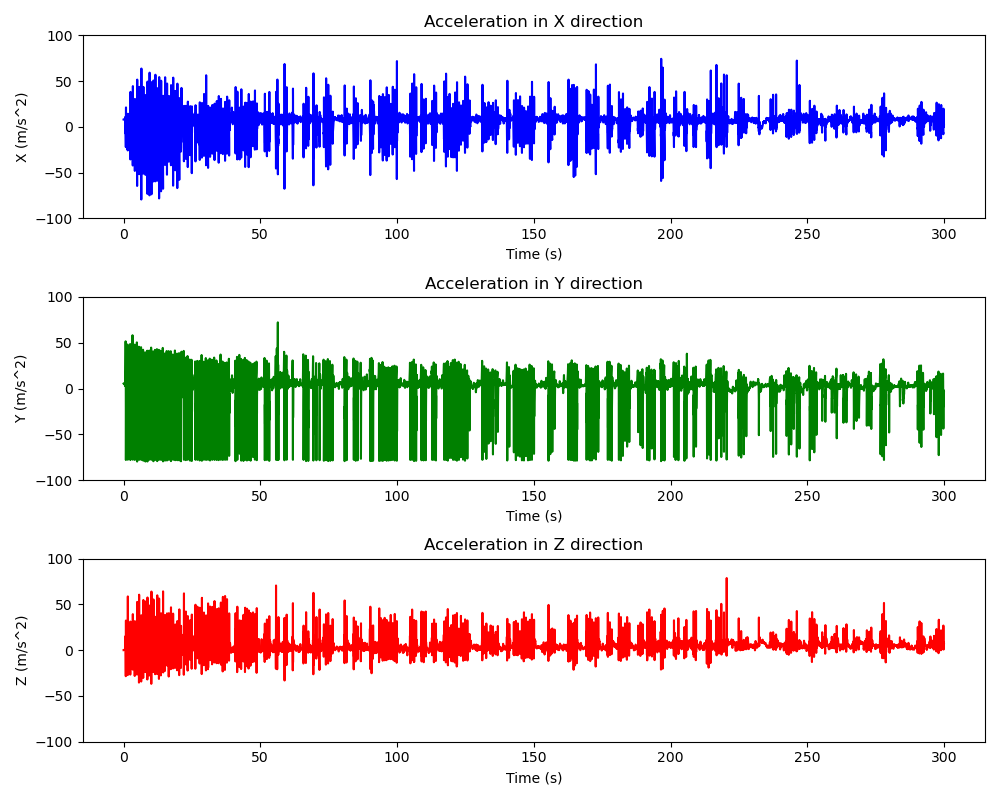 Acceleration in X direction
100
50
0
−50
−100
X (m/s^2)
0 50 100 150 200 250 300
Time (s)
Acceleration in Y direction
100
50
0
−50
−100
Y (m/s^2)
0 50 100 150 200 250 300
Time (s)
Acceleration in Z direction
100
50
0
−50
−100
Z (m/s^2)
0 50 100 150 200 250 300
Time (s)